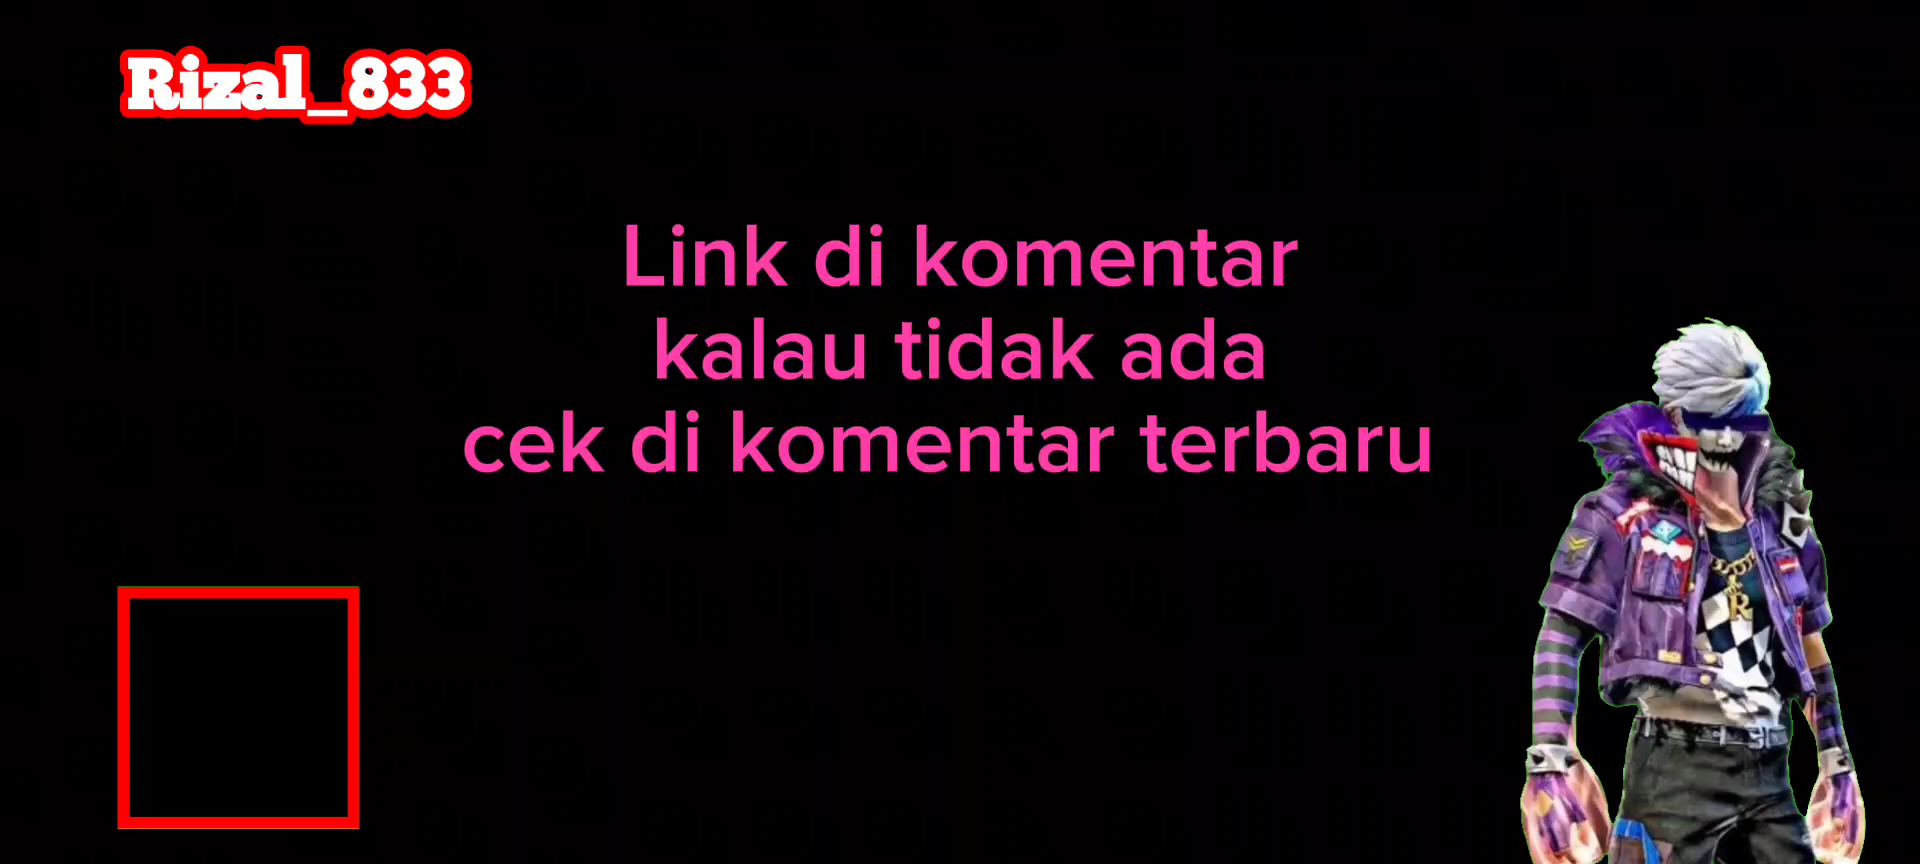 Rizal_833
Link di komentar
kalau tidak ada
cek di komentar terbaru
R